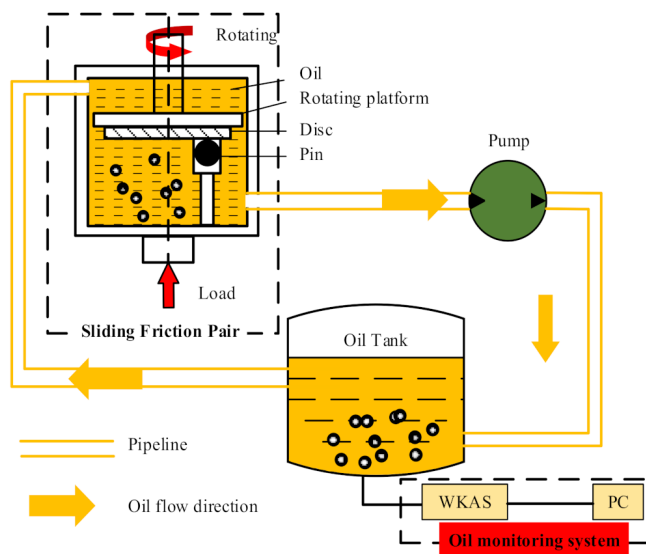 Rotating
Oil
Rotating platform
Disc
Pin
Pump
Load
Sliding Friction Pair
Oil Tank
Pipeline
Oil flow direction
WKAS
PC
Oil monitoring system